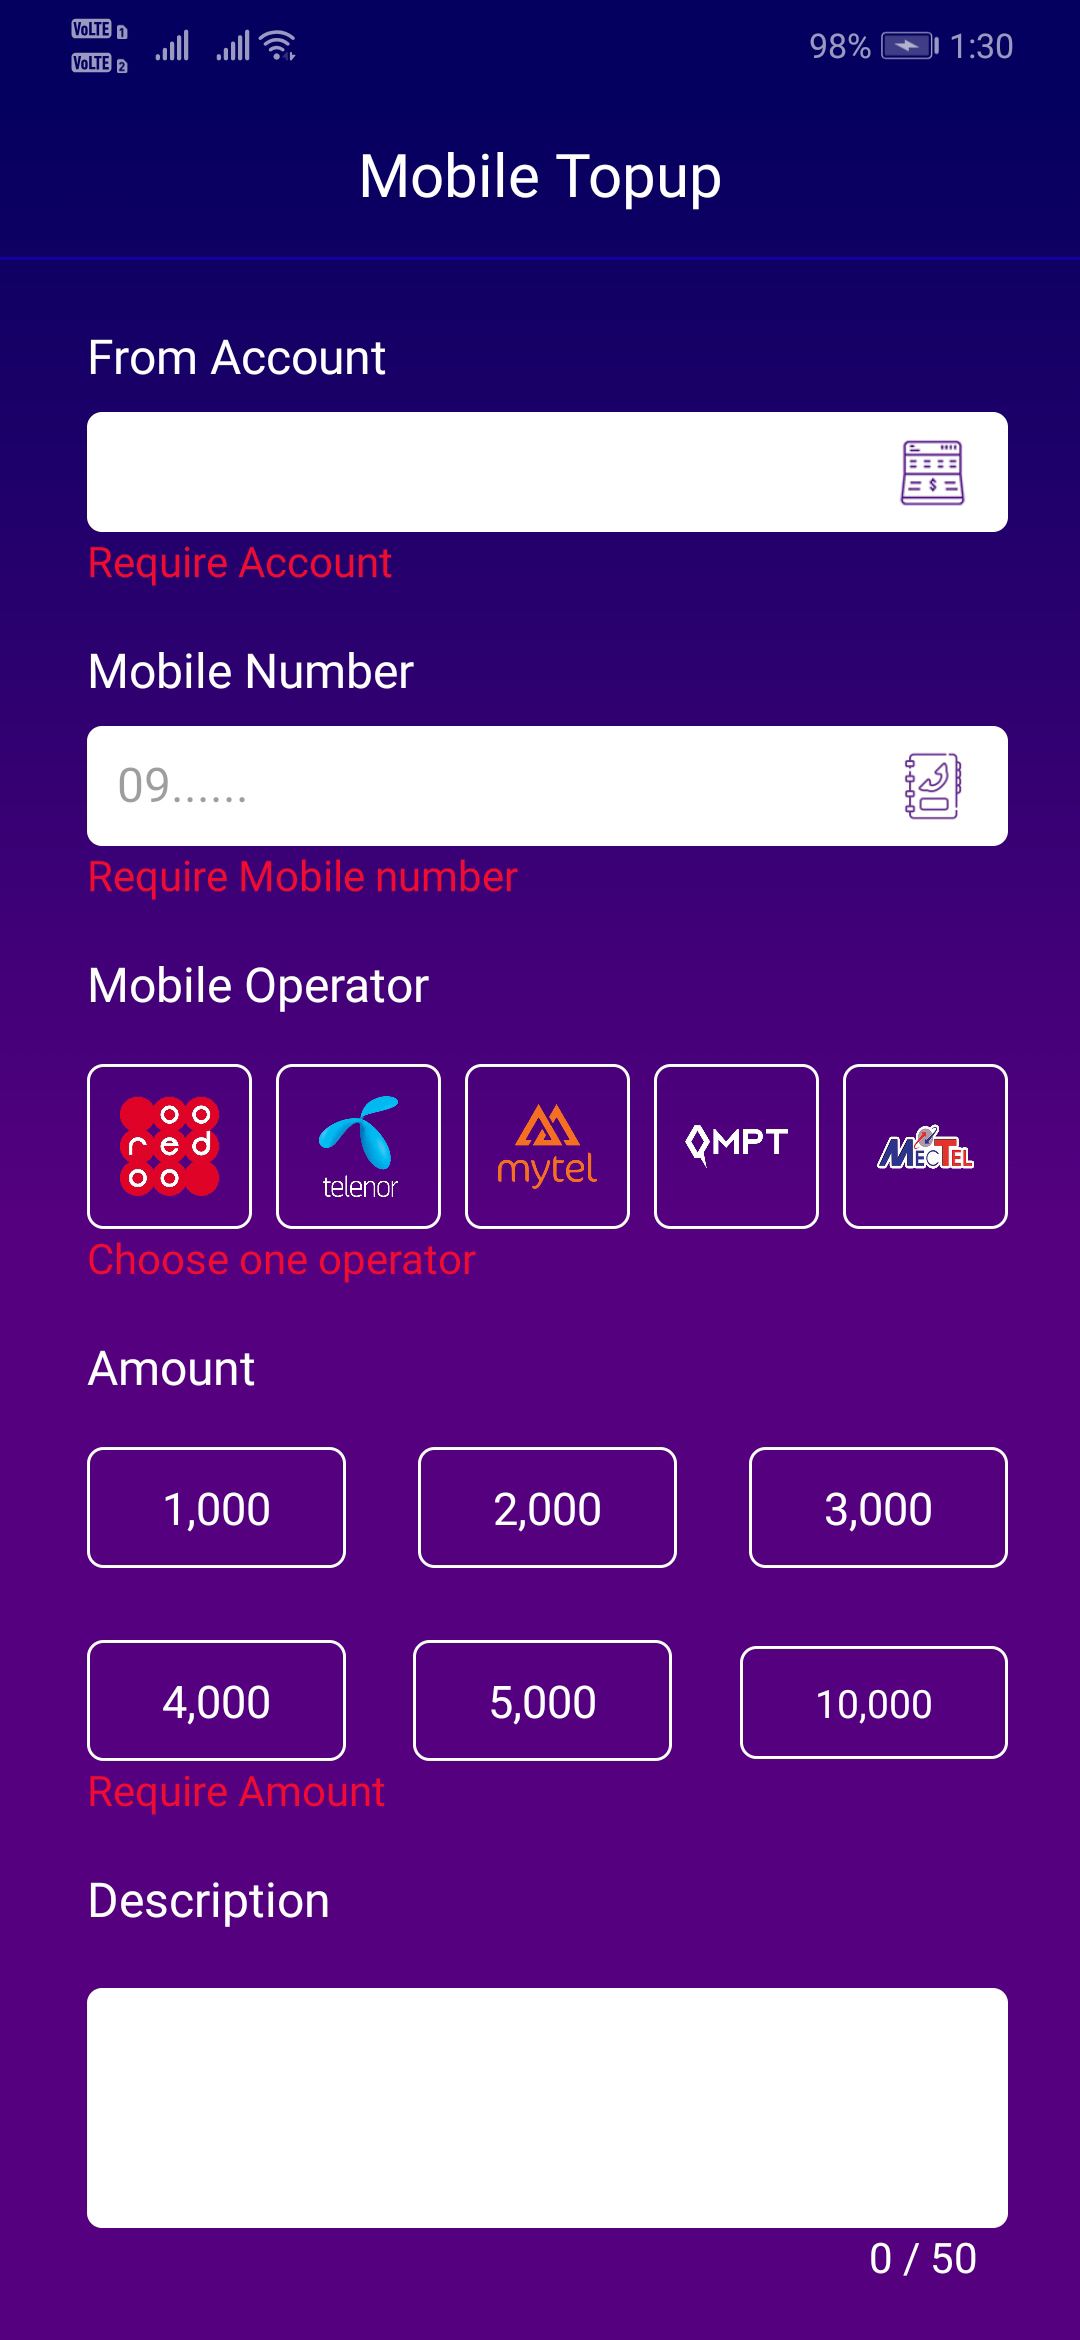 VoLTE 1
VoLTE 2
98% 1:30
Mobile Topup
From Account
$
Require Account
Mobile Number
09......
Require Mobile number
Mobile Operator
oo
red
oo
telenor
mytel
MPT
MECTEL
Choose one operator
Amount
1,000 2,000 3,000
4,000 5,000 10,000
Require Amount
Description
0 / 50